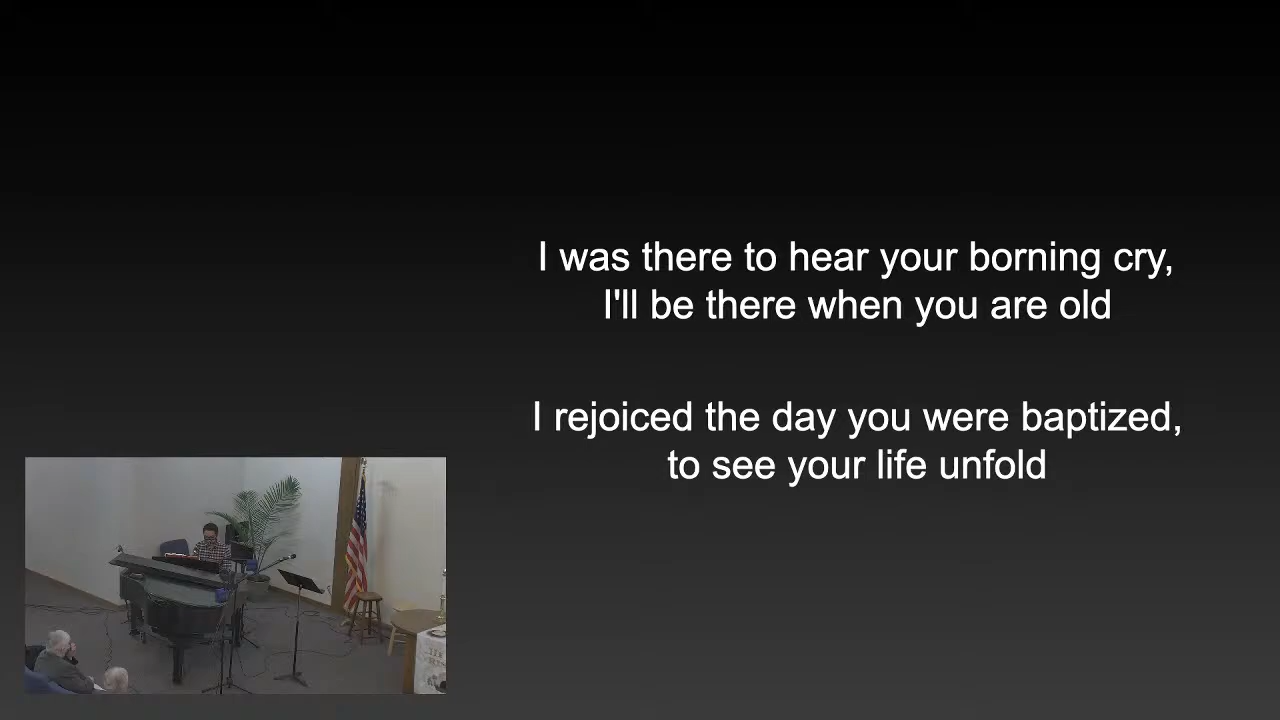 I was there to hear your borning cry,
I'll be there when you are old
I rejoiced the day you were baptized,
to see your life unfold